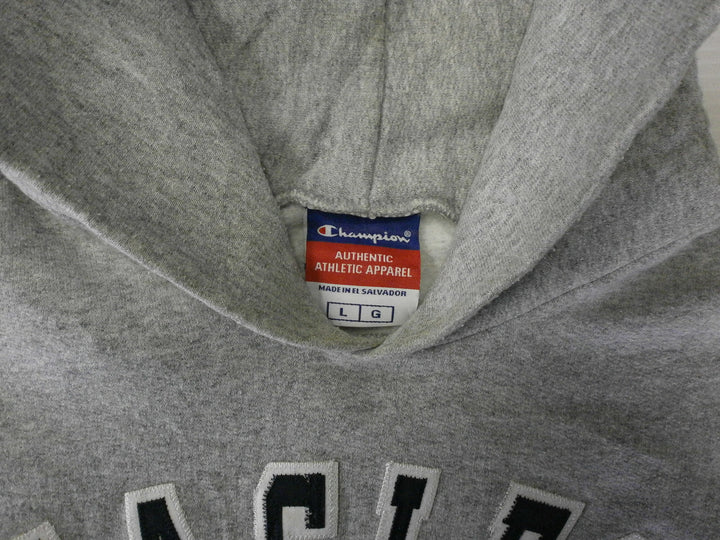 Champion®
AUTHENTIC
ATHLETIC APPAREL
MADE IN EL SALVADOR
L G